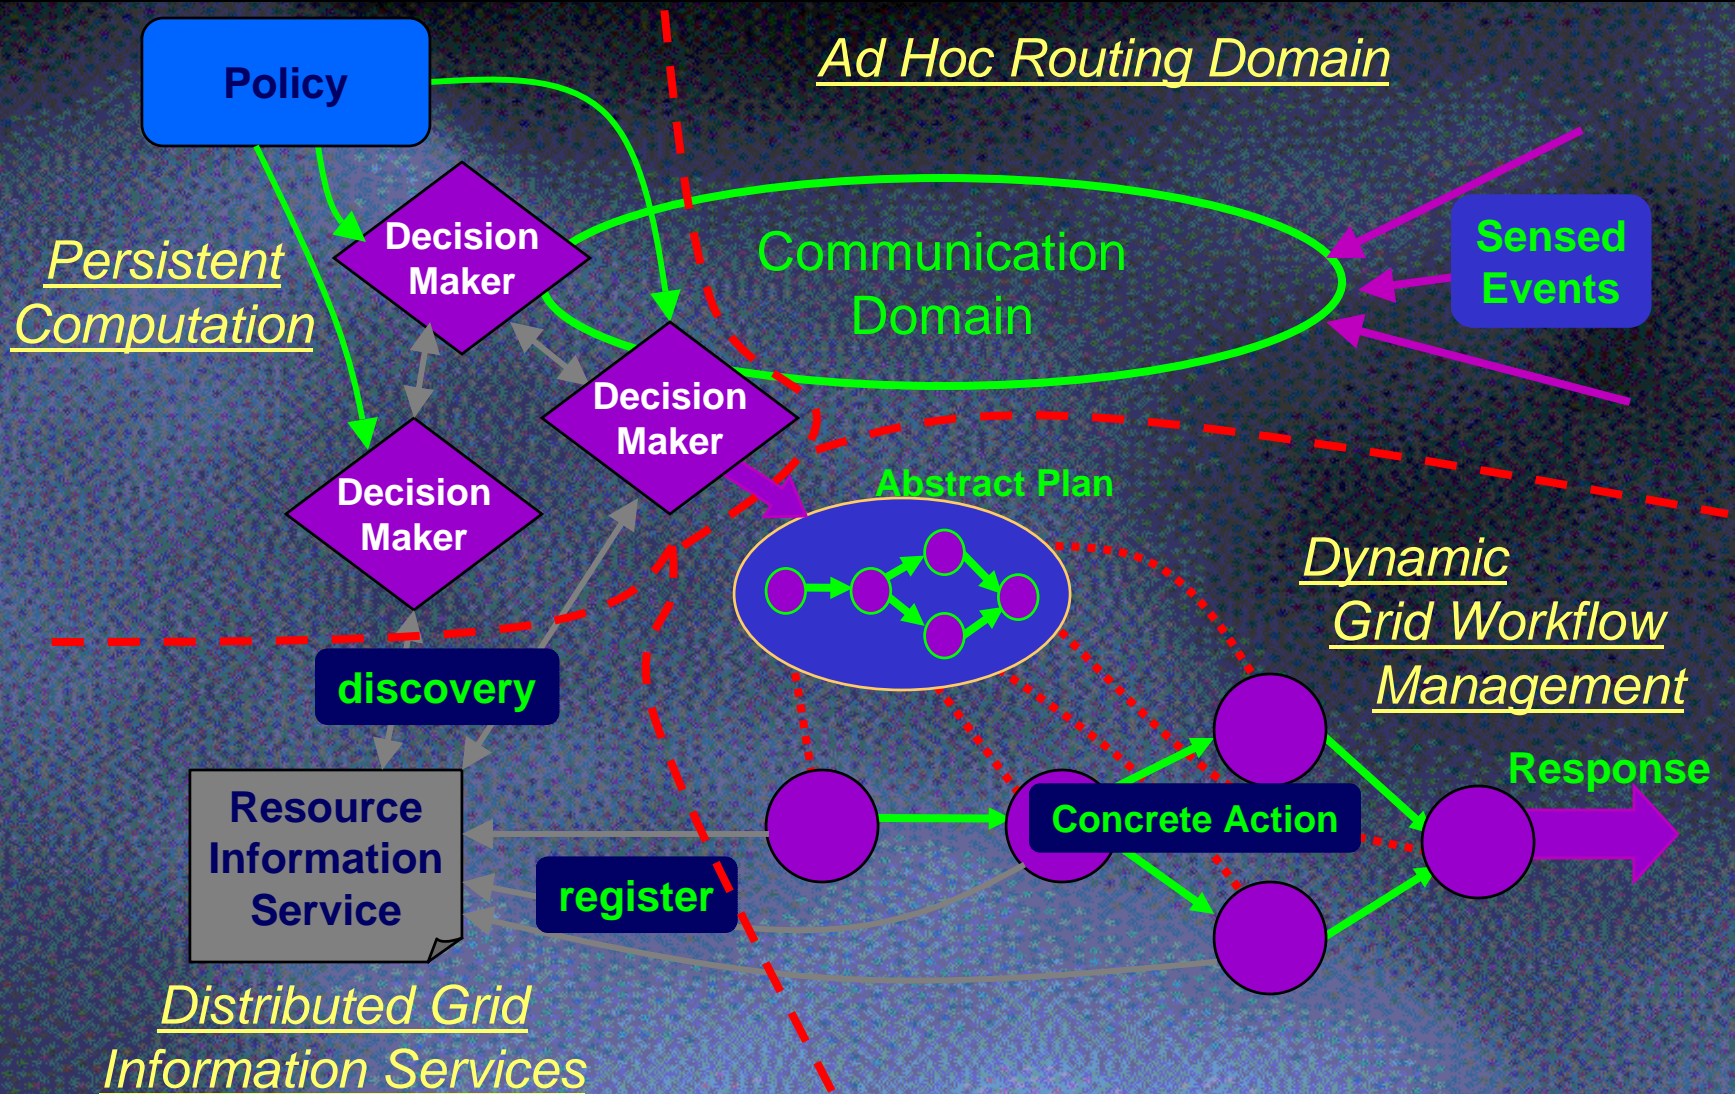 Policy
Ad Hoc Routing Domain
Persistent
Computation
Decision
Maker
Communication
Domain
Sensed
Events
Decision
Maker
Decision
Maker
Abstract Plan
Dynamic
Grid Workflow
Management
discovery
Response
Resource
Information
Service
Concrete Action
register
Distributed Grid
Information Services